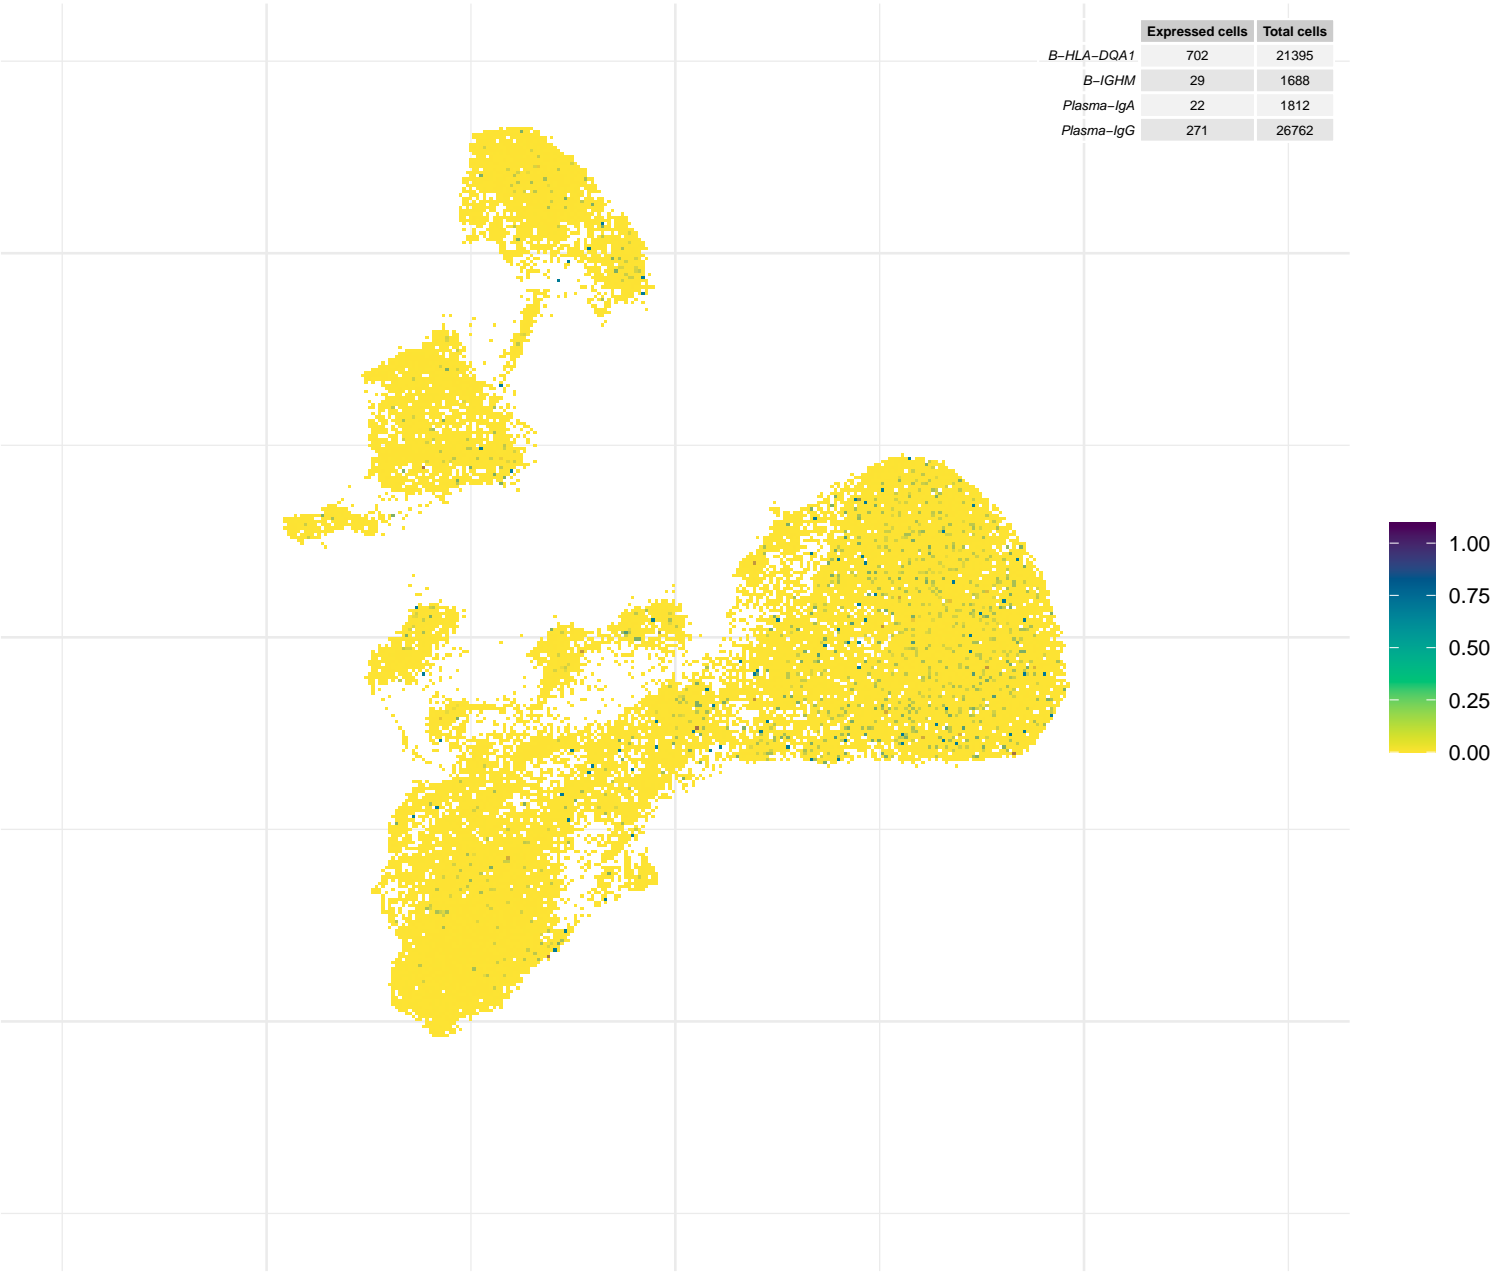 Expressed cells Total cells
B−HLA−DQA1 702 21395
B−IGHM 29 1688
Plasma−IgA 22 1812
Plasma−IgG 271 26762
1.00
0.75
0.50
0.25
0.00